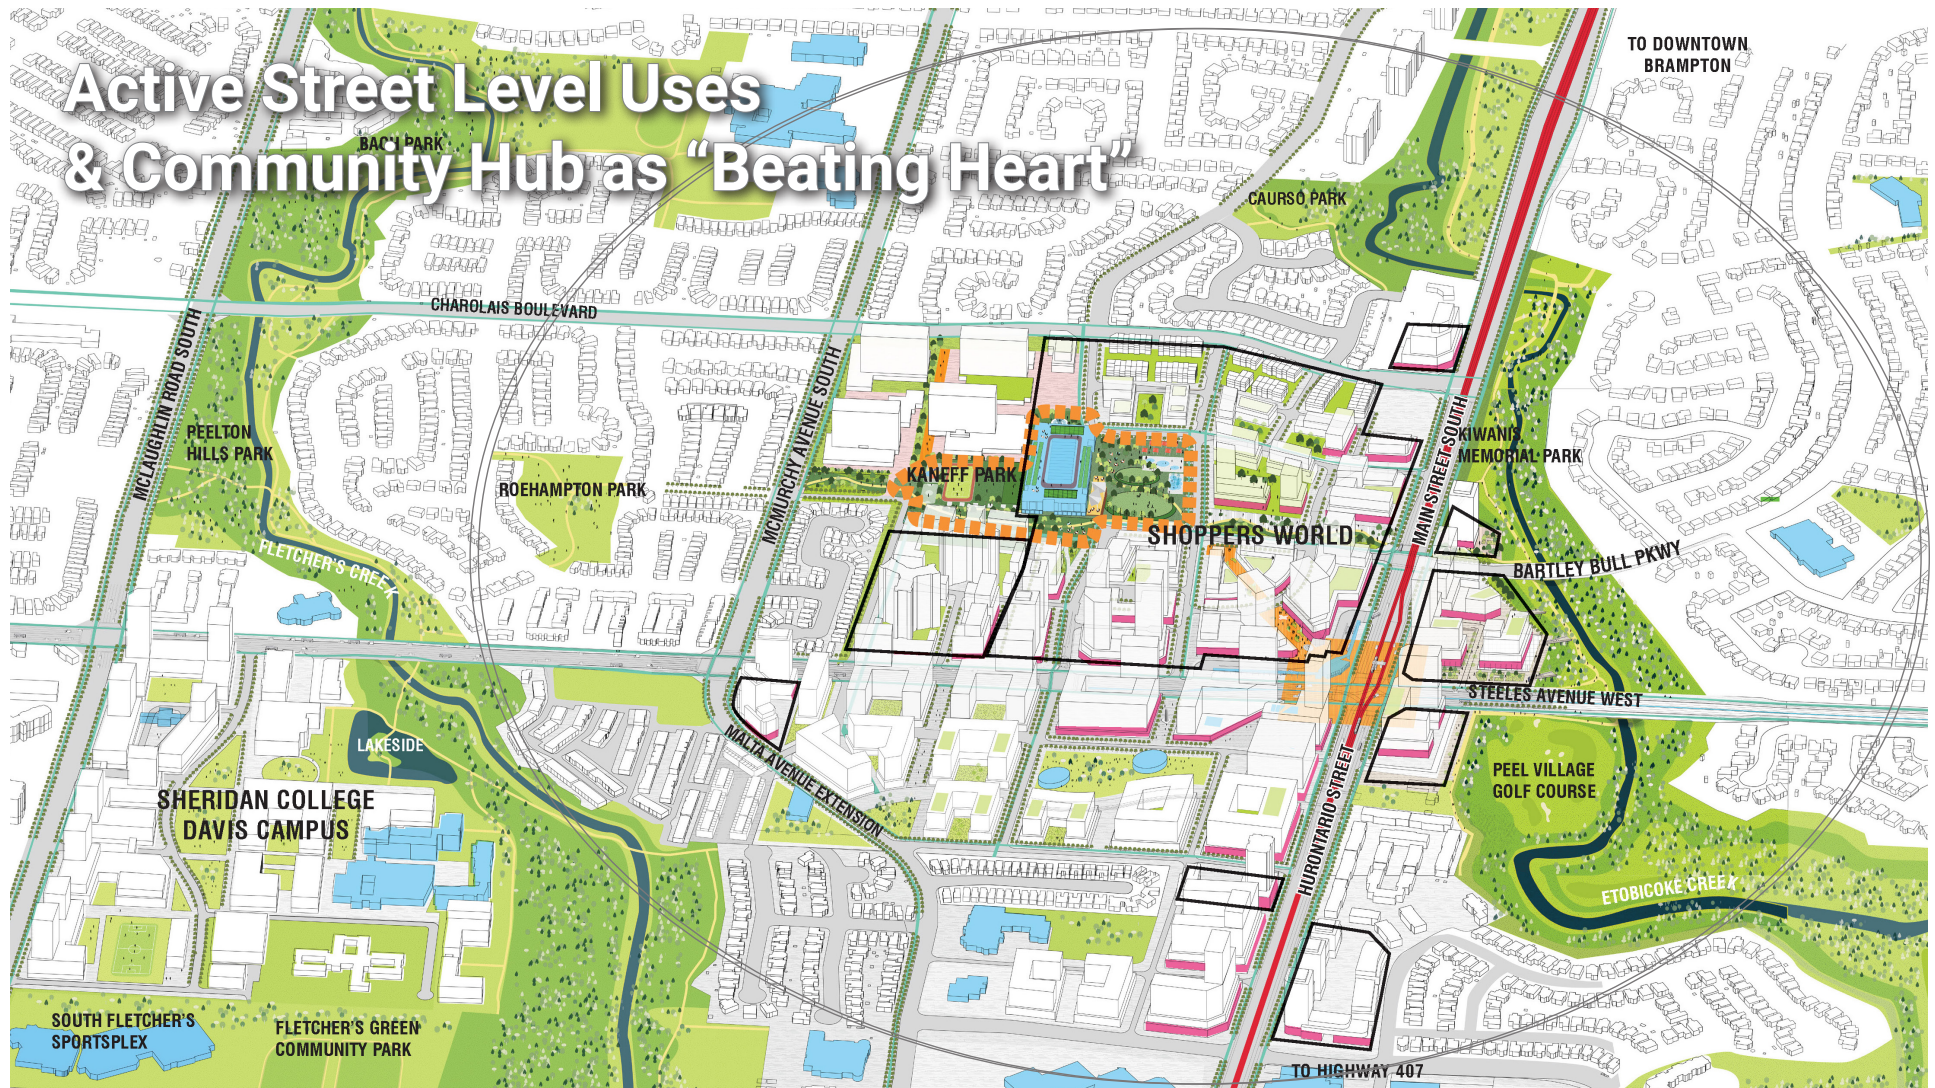 Active Street Level Uses
& Community Hub as “Beating Heart”
TO DOWNTOWN
BRAMPTON
BACH PARK
CAURSO PARK
CHAROLAIS BOULEVARD
MCLAUGHLIN ROAD SOUTH
MCMURCHY AVENUE SOUTH
PEELTON
HILLS PARK
ROEHAMPTON PARK
KANEFF PARK
MAIN STREET SOUTH
KIWANIS
MEMORIAL PARK
SHOPPERS WORLD
FLETCHER'S CREEK
BARTLEY BULL PKWY
STEELES AVENUE WEST
LAKESIDE
MALTA AVENUE EXTENSION
HURONTARIO STREET
PEEL VILLAGE
GOLF COURSE
SHERIDAN COLLEGE
DAVIS CAMPUS
ETOBICOKE CREEK
SOUTH FLETCHER'S
SPORTSPLEX
FLETCHER'S GREEN
COMMUNITY PARK
TO HIGHWAY 407